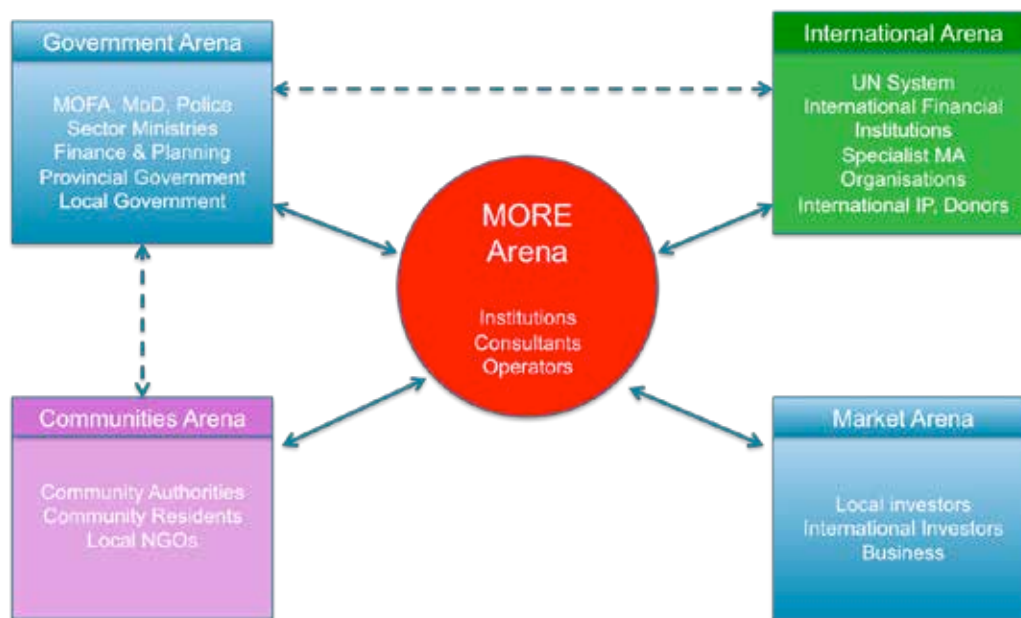 Government Arena
MOFA, MoD, Police
Sector Ministries
Finance & Planning
Provincial Government
Local Government
International Arena
UN System
International Financial
Institutions
Specialist MA
Organisations
International IP, Donors
MORE
Arena
Institutions
Consultants
Operators
Communities Arena
Community Authorities
Community Residents
Local NGOs
Market Arena
Local investors
International Investors
Business